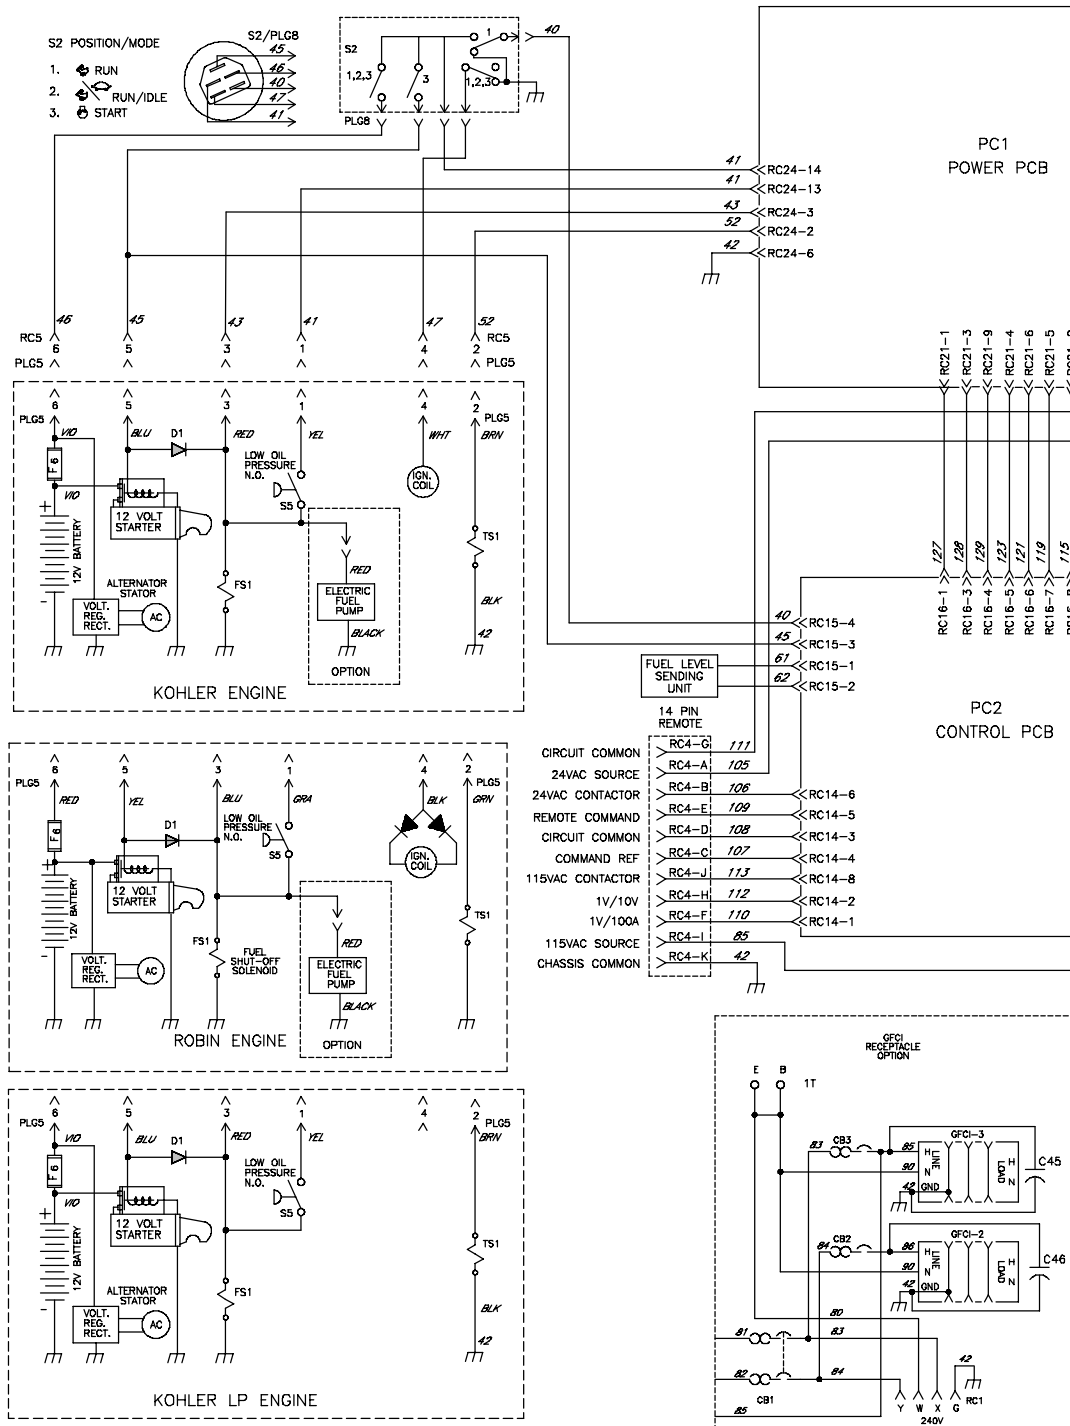 S2 POSITION/MODE
1. RUN
2. RUN/IDLE
3. START
S2/PLG8
45
46
40
47
41
S2
1,2,3
3
1
1,2,3
40
PLG8
PC1
POWER PCB
41 RC24-14
41 RC24-13
43 RC24-3
52 RC24-2
42 RC24-6
46 45 43 41 47 52
RC5 6 5 3 1 4 2 RC5
PLG5 PLG5
RC21-1 RC21-3 RC21-9 RC21-4 RC21-6 RC21-5
127 128 129 123 121 119 115
RC16-1 RC16-3 RC16-4 RC16-5 RC16-6 RC16-7
6 5 3 1 4 2
PLG5 PLG5
VIO BLU D1 RED YEL WHT BRN
F6
VIO
LOW OIL
PRESSURE
N.O.
S5
IGN.
COIL
+
12V BATTERY
-
12 VOLT
STARTER
TS1
RED
FS1
ELECTRIC
FUEL
PUMP
BLACK
OPTION
ALTERNATOR
STATOR
VOLT.
REG.
RECT.
AC
BLK
42
KOHLER ENGINE
40 RC15-4
45 RC15-3
61 RC15-1
62 RC15-2
FUEL LEVEL
SENDING
UNIT
PC2
CONTROL PCB
14 PIN
REMOTE
CIRCUIT COMMON RC4-G 111
24VAC SOURCE RC4-A 105
24VAC CONTACTOR RC4-B 106 RC14-6
REMOTE COMMAND RC4-E 109 RC14-5
CIRCUIT COMMON RC4-D 108 RC14-3
COMMAND REF RC4-C 107 RC14-4
115VAC CONTACTOR RC4-J 113 RC14-8
1V/10V RC4-H 112 RC14-2
1V/100A RC4-F 110 RC14-1
115VAC SOURCE RC4-I 85
CHASSIS COMMON RC4-K 42
6 5 3 1 4 2
PLG5 PLG5
RED YEL D1 BLU GRA BLK GRN
F6
LOW OIL
PRESSURE
N.O.
S5
IGN.
COIL
+
12V BATTERY
-
12 VOLT
STARTER
TS1
RED
FS1
FUEL
SHUT-OFF
SOLENOID
ELECTRIC
FUEL
PUMP
BLACK
OPTION
VOLT.
REG.
RECT.
AC
ROBIN ENGINE
6 5 3 1 4 2
PLG5 PLG5
VIO BLU D1 RED YEL BRN
F6
VIO
LOW OIL
PRESSURE
N.O.
S5
+
12V BATTERY
-
12 VOLT
STARTER
TS1
FS1
ALTERNATOR
STATOR
VOLT.
REG.
RECT.
AC
BLK
42
KOHLER LP ENGINE
GFCI
RECEPTACLE
OPTION
E B 1T
83 CB3 85 GFCI-3
H LINE N H LOAD N
90
42 GND
C45
84 CB2 86 GFCI-2
H LINE N H LOAD N
90
42 GND
C46
80
81 83
82 84
CB1
85
42
Y W X G RC1
240V